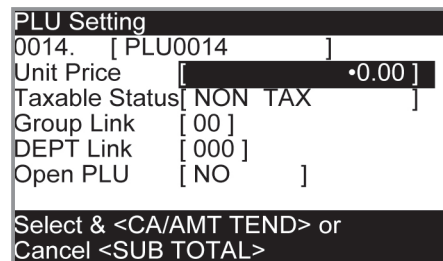 PLU Setting
0014. [ PLU0014 ]
Unit Price [ •0.00 ]
Taxable Status[ NON TAX ]
Group Link [ 00 ]
DEPT Link [ 000 ]
Open PLU [ NO ]
Select & <CA/AMT TEND> or
Cancel <SUB TOTAL>